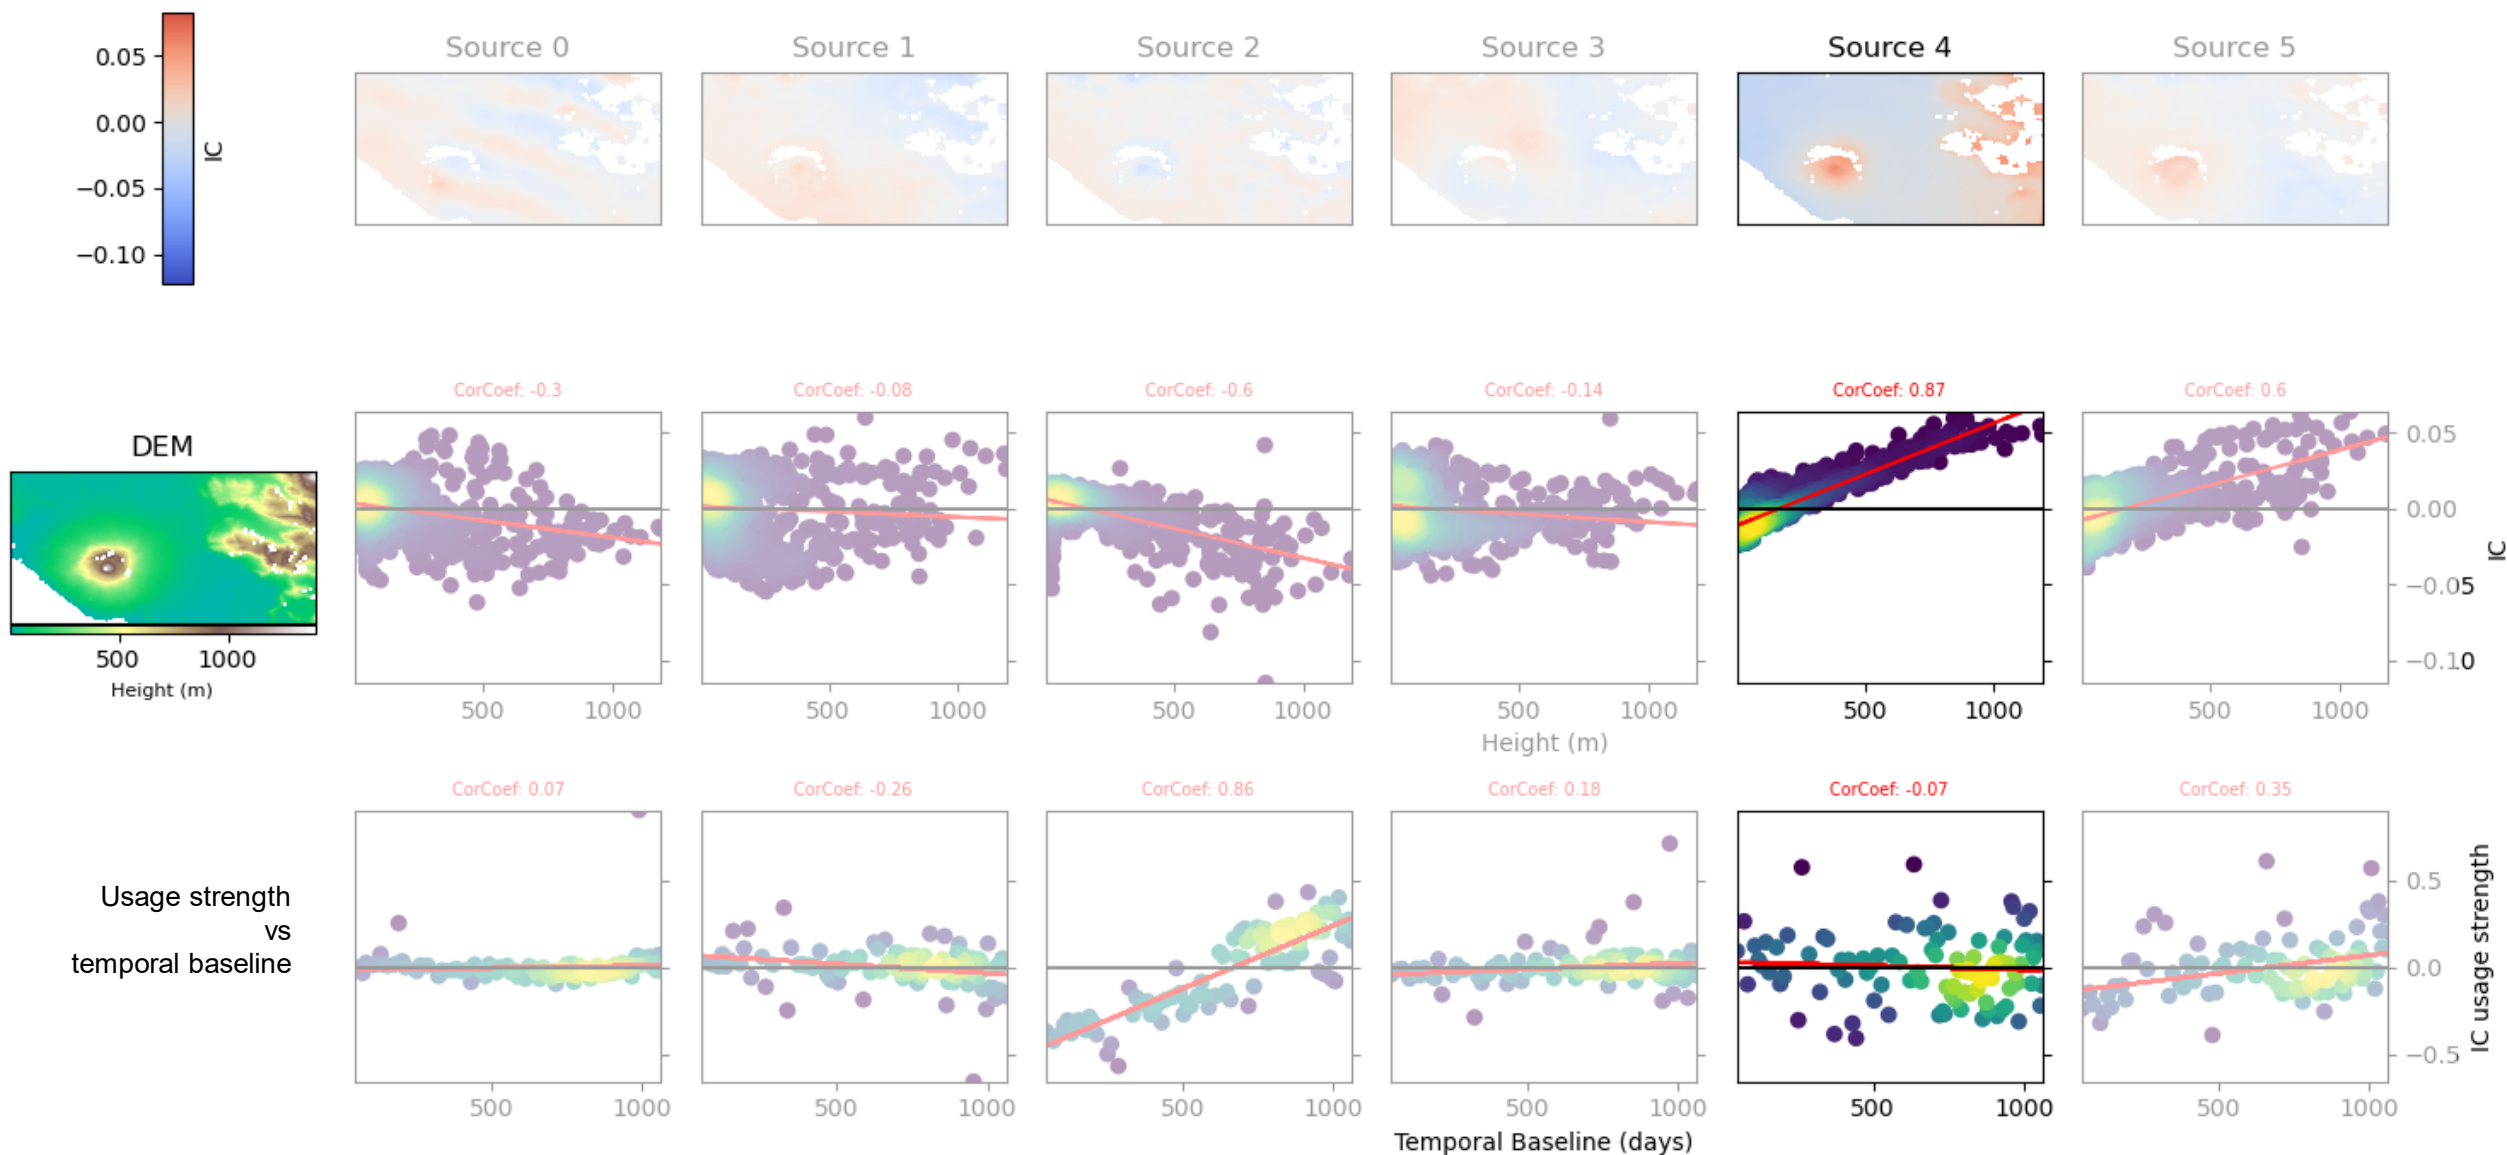 Source 0 Source 1 Source 2 Source 3 Source 4 Source 5
0.05
0.00
−0.05
−0.10
IC
CorCoef: -0.3 CorCoef: -0.08 CorCoef: -0.6 CorCoef: -0.14 CorCoef: 0.87 CorCoef: 0.6
DEM
500 1000
Height (m)
0.05
0.00
−0.05
−0.10
IC
500 1000 500 1000 500 1000 500 1000 500 1000 500 1000
Height (m)
CorCoef: 0.07 CorCoef: -0.26 CorCoef: 0.86 CorCoef: 0.18 CorCoef: -0.07 CorCoef: 0.35
Usage strength
vs
temporal baseline
0.5
0.0
−0.5
IC usage strength
500 1000 500 1000 500 1000 500 1000 500 1000 500 1000
Temporal Baseline (days)